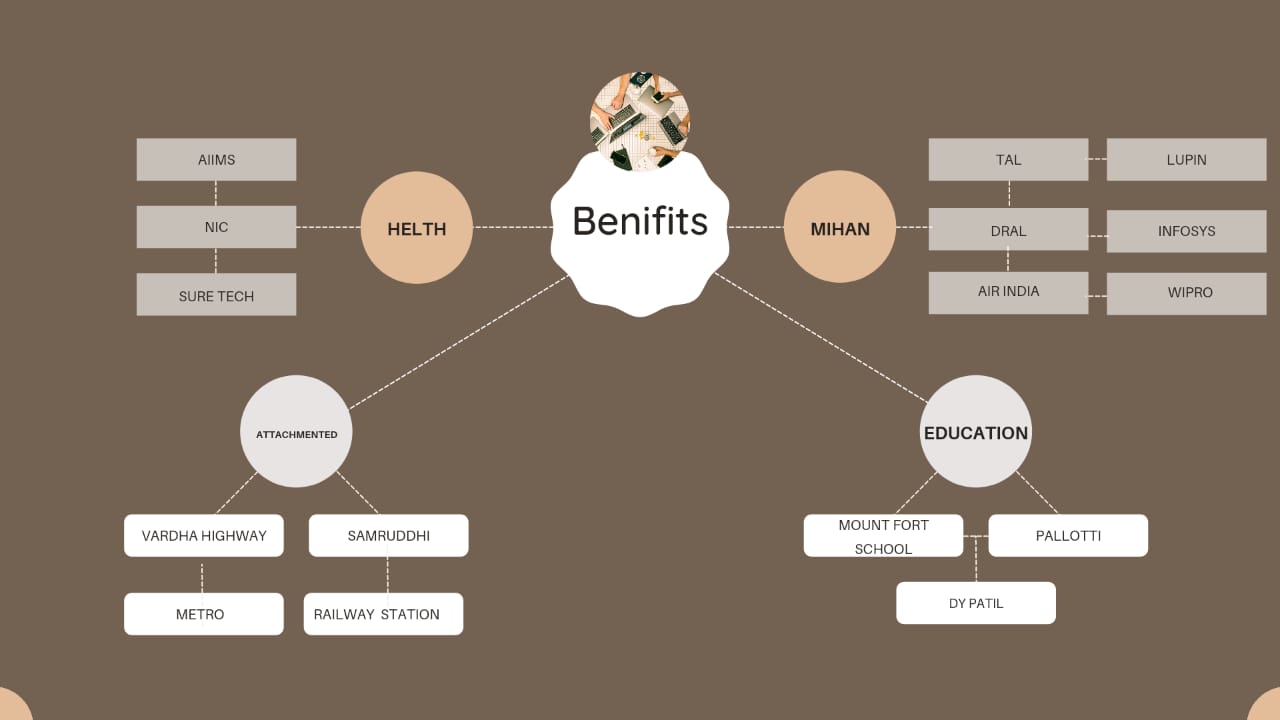 Benifits
HELTH
AIIMS
NIC
SURE TECH
MIHAN
TAL
LUPIN
DRAL
INFOSYS
AIR INDIA
WIPRO
ATTACHMENTED
VARDHA HIGHWAY
SAMRUDDHI
METRO
RAILWAY STATION
EDUCATION
MOUNT FORT
SCHOOL
PALLOTTI
DY PATIL